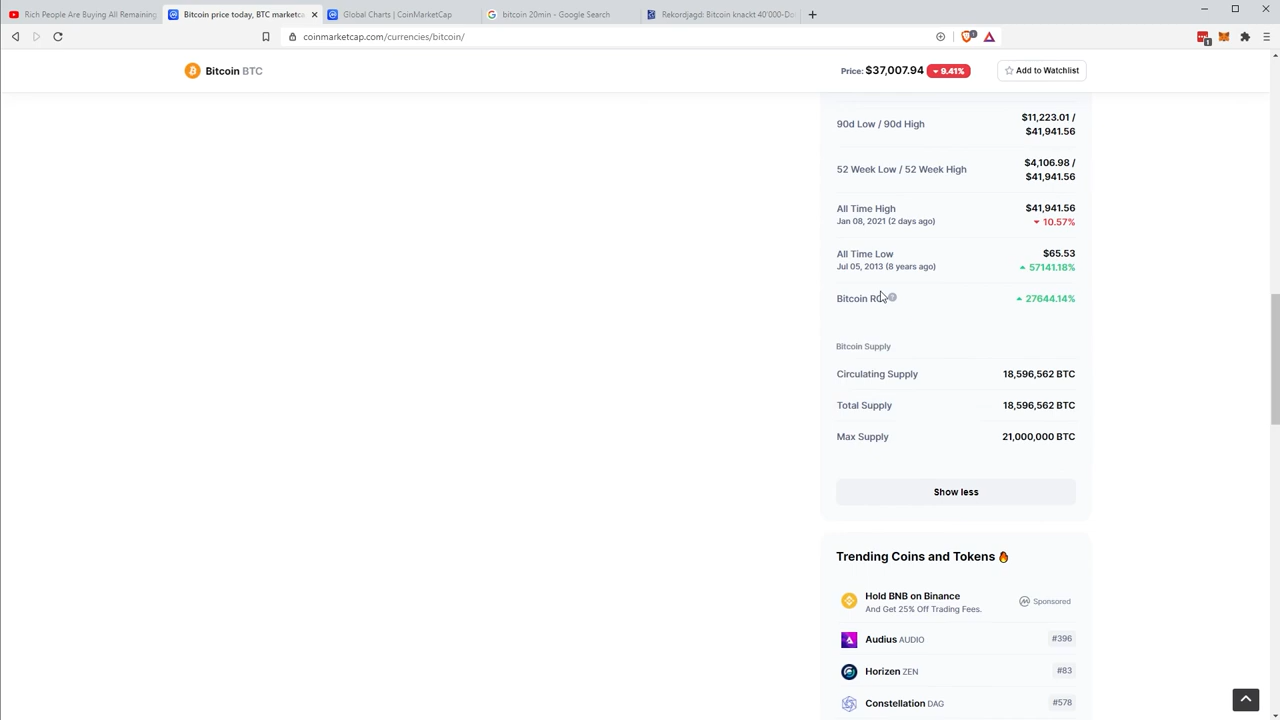 Rich People Are Buying All Remaining
Bitcoin price today, BTC marketca
Global Charts | CoinMarketCap
bitcoin 20min - Google Search
Rekordjagd: Bitcoin knackt 40'000-Do
coinmarketcap.com/currencies/bitcoin/
Bitcoin BTC
Price: $37,007.94
9.41%
Add to Watchlist
90d Low / 90d High
$11,223.01 /
$41,941.56
52 Week Low / 52 Week High
$4,106.98 /
$41,941.56
All Time High
$41,941.56
Jan 08, 2021 (2 days ago)
10.57%
All Time Low
$65.53
Jul 05, 2013 (8 years ago)
57141.18%
Bitcoin
27644.14%
Bitcoin Supply
Circulating Supply
18,596,562 BTC
Total Supply
18,596,562 BTC
Max Supply
21,000,000 BTC
Show less
Trending Coins and Tokens
Hold BNB on Binance
And Get 25% Off Trading Fees.
Sponsored
Audius AUDIO
#396
Horizen ZEN
#83
Constellation DAG
#578